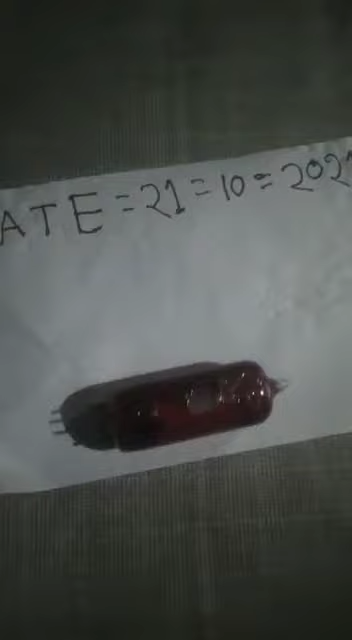 ATE = 21 = 10 = 202